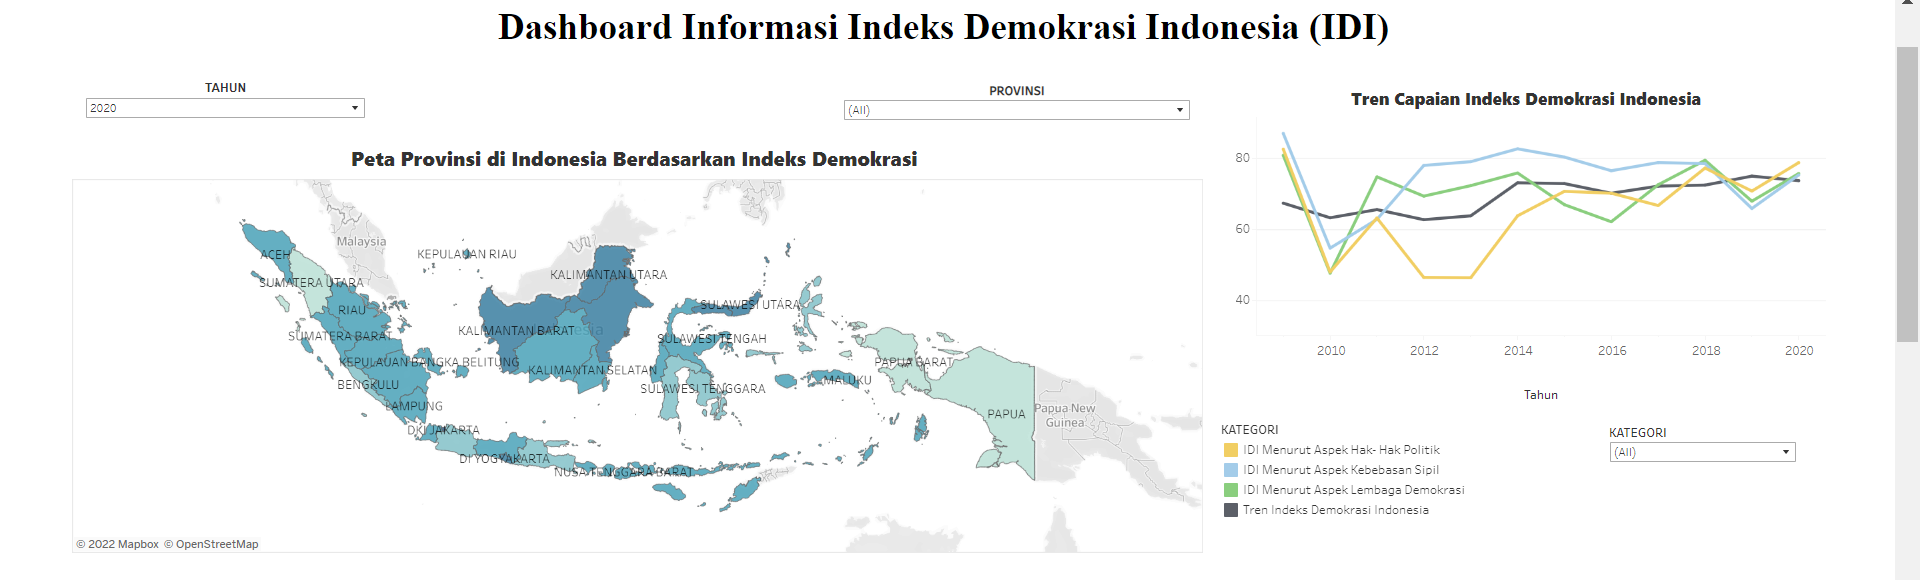 Dashboard Informasi Indeks Demokrasi Indonesia (IDI)
TAHUN
2020
PROVINSI
(All)
Peta Provinsi di Indonesia Berdasarkan Indeks Demokrasi
Malaysia
ACEH
KEPULAUAN RIAU
SUMATERA UTARA
KALIMANTAN UTARA
RIAU
SULAWESI UTARA
SUMATERA BARAT
KALIMANTAN BARAT
SULAWESI TENGAH
KEPULAUAN BANGKA BELITUNG
PAPUA BARAT
KALIMANTAN SELATAN
BENGKULU
SULAWESI TENGGARA
MALUKU
LAMPUNG
PAPUA
Papua New
Guinea
DKI JAKARTA
DI YOGYAKARTA
NUSA TENGGARA BARAT
© 2022 Mapbox © OpenStreetMap
Tren Capaian Indeks Demokrasi Indonesia
80
60
40
2010 2012 2014 2016 2018 2020
Tahun
KATEGORI
IDI Menurut Aspek Hak- Hak Politik
IDI Menurut Aspek Kebebasan Sipil
IDI Menurut Aspek Lembaga Demokrasi
Tren Indeks Demokrasi Indonesia
KATEGORI
(All)